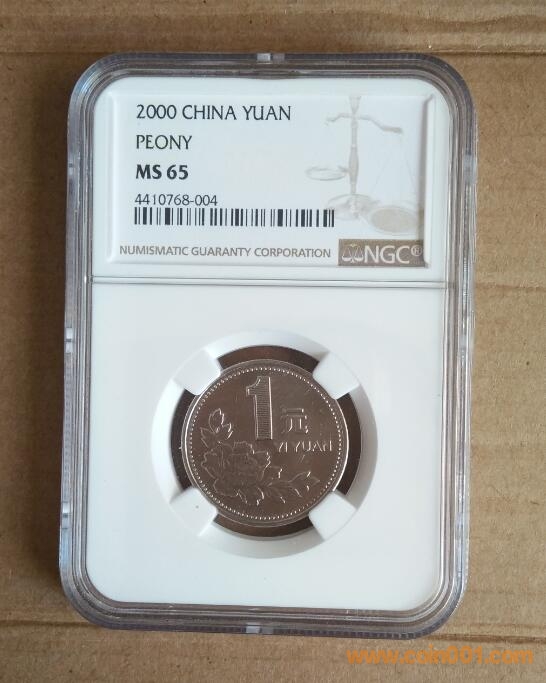 2000 CHINA YUAN
PEONY
MS 65
4410768-004
NUMISMATIC GUARANTY CORPORATION NGC®
1 元
YI YUAN